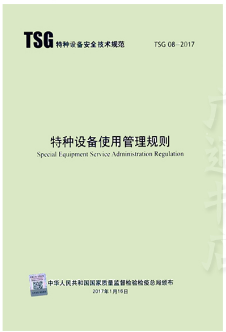 TSG 特种设备安全技术规范 TSG 08—2017
特种设备使用管理规则
Special Equipment Service Administration Regulation
中华人民共和国国家质量监督检验检疫总局颁布
2017年1月16日